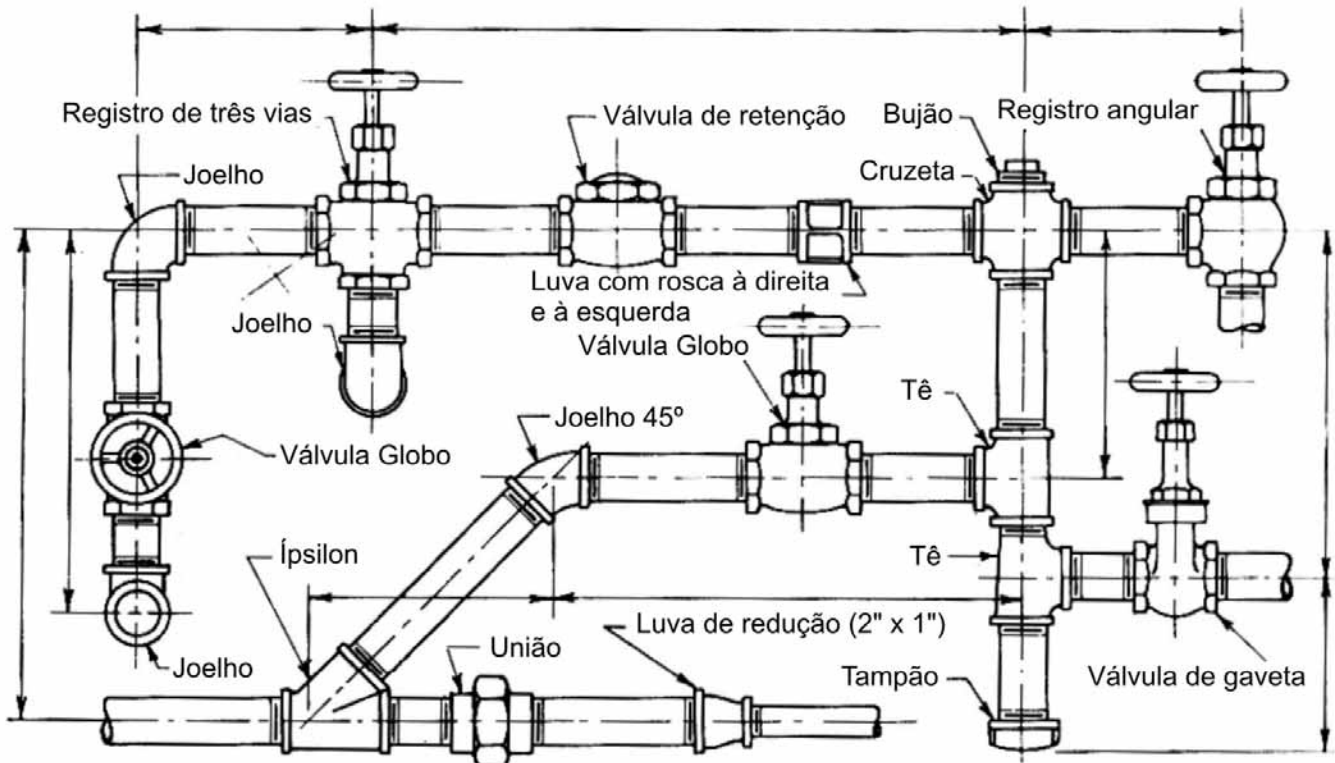 Registro de três vias
Válvula de retenção
Bujão
Registro angular
Joelho
Cruzeta
Luva com rosca à direita
e à esquerda
Joelho
Válvula Globo
Tê
Joelho 45º
Válvula Globo
Ípsilon
Tê
Luva de redução (2" x 1")
União
Joelho
Tampão
Válvula de gaveta